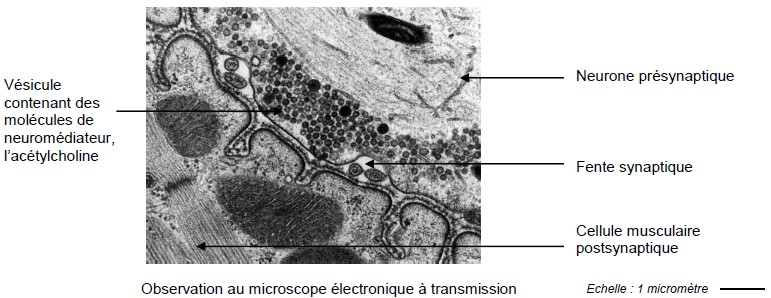 Vésicule
contenant des
molécules de
neuromédiateur,
l'acétylcholine
Neurone présynaptique
Fente synaptique
Cellule musculaire
postsynaptique
Observation au microscope électronique à transmission
Echelle : 1 micromètre